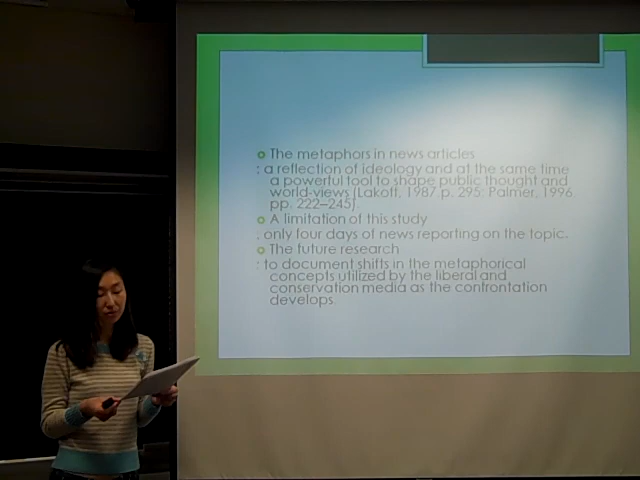 The metaphors in news articles
: a reflection of ideology and at the same time
a powerful tool to shape public thought and
world-views (Lakoff, 1987 p. 295; Palmer, 1996,
pp. 222–245).
A limitation of this study
: only four days of news reporting on the topic.
The future research
: to document shifts in the metaphorical
concepts utilized by the liberal and
conservation media as the confrontation
develops.